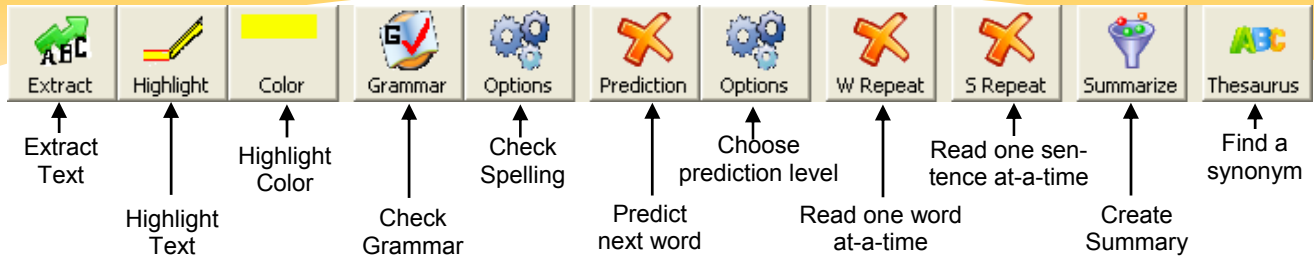 ABC
G
ABC
Extract Highlight Color Grammar Options Prediction Options W Repeat S Repeat Summarize Thesaurus
Extract
Text
Highlight
Text
Highlight
Color
Check
Grammar
Check
Spelling
Predict
next word
Choose
prediction level
Read one word
at-a-time
Read one sen-
tence at-a-time
Create
Summary
Find a
synonym